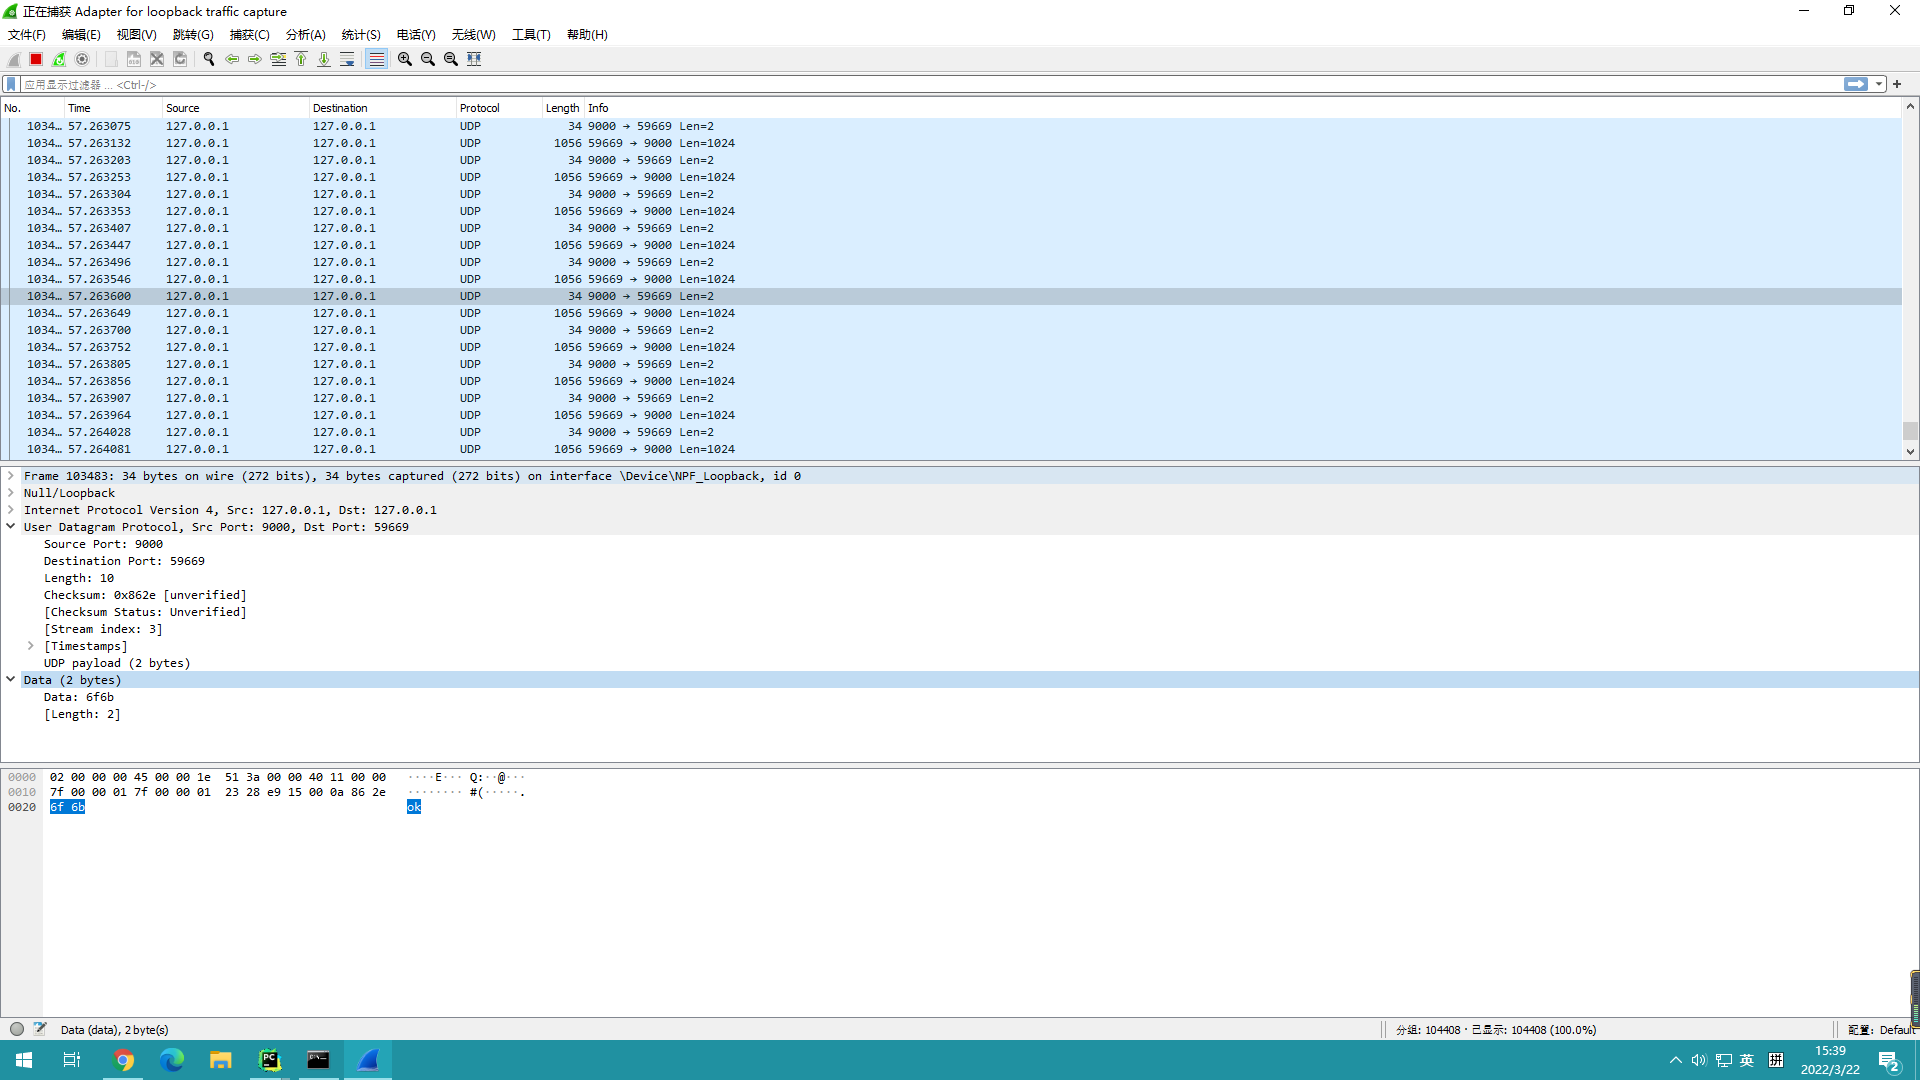 正在捕获 Adapter for loopback traffic capture
文件(F) 编辑(E) 视图(V) 跳转(G) 捕获(C) 分析(A) 统计(S) 电话(Y) 无线(W) 工具(T) 帮助(H)
应用显示过滤器 … <Ctrl-/>
No. Time Source Destination Protocol Length Info
1034… 57.263075 127.0.0.1 127.0.0.1 UDP 34 9000 → 59669 Len=2
1034… 57.263132 127.0.0.1 127.0.0.1 UDP 1056 59669 → 9000 Len=1024
1034… 57.263203 127.0.0.1 127.0.0.1 UDP 34 9000 → 59669 Len=2
1034… 57.263253 127.0.0.1 127.0.0.1 UDP 1056 59669 → 9000 Len=1024
1034… 57.263304 127.0.0.1 127.0.0.1 UDP 34 9000 → 59669 Len=2
1034… 57.263353 127.0.0.1 127.0.0.1 UDP 1056 59669 → 9000 Len=1024
1034… 57.263407 127.0.0.1 127.0.0.1 UDP 34 9000 → 59669 Len=2
1034… 57.263447 127.0.0.1 127.0.0.1 UDP 1056 59669 → 9000 Len=1024
1034… 57.263496 127.0.0.1 127.0.0.1 UDP 34 9000 → 59669 Len=2
1034… 57.263546 127.0.0.1 127.0.0.1 UDP 1056 59669 → 9000 Len=1024
1034… 57.263600 127.0.0.1 127.0.0.1 UDP 34 9000 → 59669 Len=2
1034… 57.263649 127.0.0.1 127.0.0.1 UDP 1056 59669 → 9000 Len=1024
1034… 57.263700 127.0.0.1 127.0.0.1 UDP 34 9000 → 59669 Len=2
1034… 57.263752 127.0.0.1 127.0.0.1 UDP 1056 59669 → 9000 Len=1024
1034… 57.263805 127.0.0.1 127.0.0.1 UDP 34 9000 → 59669 Len=2
1034… 57.263856 127.0.0.1 127.0.0.1 UDP 1056 59669 → 9000 Len=1024
1034… 57.263907 127.0.0.1 127.0.0.1 UDP 34 9000 → 59669 Len=2
1034… 57.263964 127.0.0.1 127.0.0.1 UDP 1056 59669 → 9000 Len=1024
1034… 57.264028 127.0.0.1 127.0.0.1 UDP 34 9000 → 59669 Len=2
1034… 57.264081 127.0.0.1 127.0.0.1 UDP 1056 59669 → 9000 Len=1024
Frame 103483: 34 bytes on wire (272 bits), 34 bytes captured (272 bits) on interface \Device\NPF_Loopback, id 0
Null/Loopback
Internet Protocol Version 4, Src: 127.0.0.1, Dst: 127.0.0.1
User Datagram Protocol, Src Port: 9000, Dst Port: 59669
Source Port: 9000
Destination Port: 59669
Length: 10
Checksum: 0x862e [unverified]
[Checksum Status: Unverified]
[Stream index: 3]
[Timestamps]
UDP payload (2 bytes)
Data (2 bytes)
Data: 6f6b
[Length: 2]
0000 02 00 00 00 45 00 00 1e 51 3a 00 00 40 11 00 00 ····E··· Q:··@···
0010 7f 00 00 01 7f 00 00 01 23 28 e9 15 00 0a 86 2e ········ #(·····.
0020 6f 6b ok
Data (data), 2 byte(s) 分组: 104408 · 已显示: 104408 (100.0%) 配置: Default
PC
英 拼
15:39
2022/3/22
2